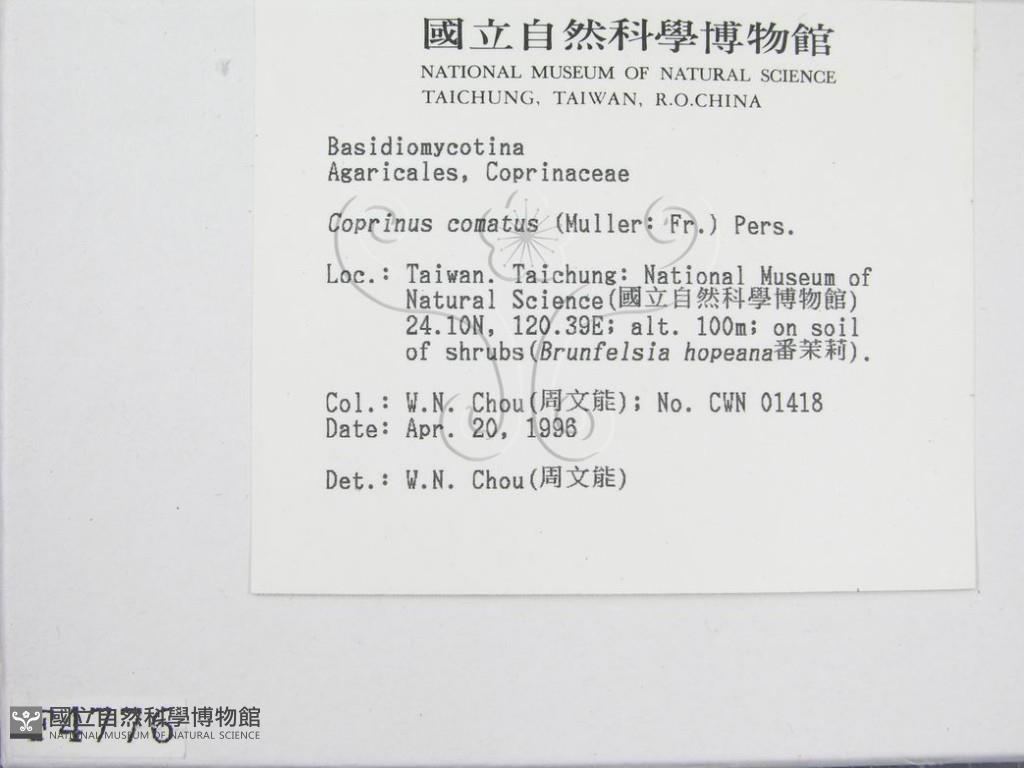 國立自然科學博物館
NATIONAL MUSEUM OF NATURAL SCIENCE
TAICHUNG, TAIWAN, R.O.CHINA
Basidiomycotina
Agaricales, Coprinaceae
Coprinus comatus (Muller: Fr.) Pers.
Loc.: Taiwan. Taichung: National Museum of
Natural Science(國立自然科學博物館)
24.10N, 120.39E; alt. 100m; on soil
of shrubs(Brunfelsia hopeana番茉莉).
Col.: W.N. Chou(周文能); No. CWN 01418
Date: Apr. 20, 1996
Det.: W.N. Chou(周文能)
國立自然科學博物館
NATIONAL MUSEUM OF NATURAL SCIENCE